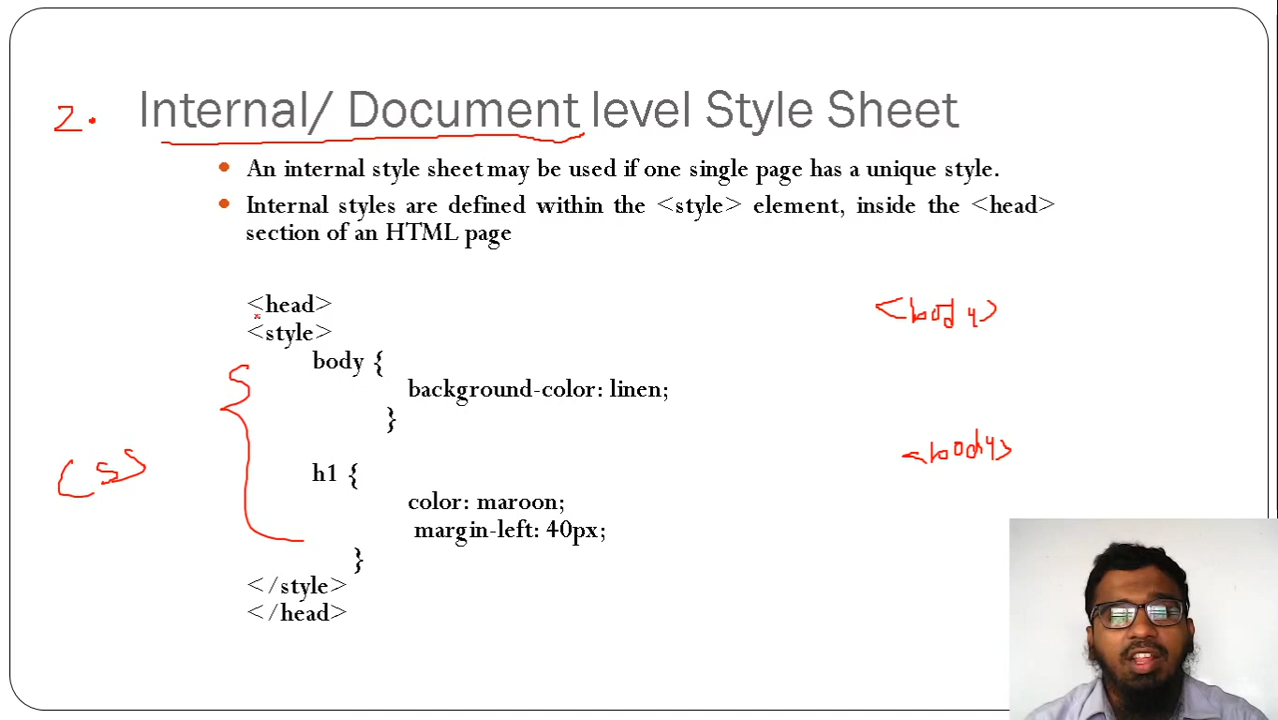 2. Internal/ Document level Style Sheet
An internal style sheet may be used if one single page has a unique style.
Internal styles are defined within the <style> element, inside the <head>
section of an HTML page
<head>
<body>
<style>
body {
background-color: linen;
}
<body>
CSS
h1 {
color: maroon;
margin-left: 40px;
}
</style>
</head>